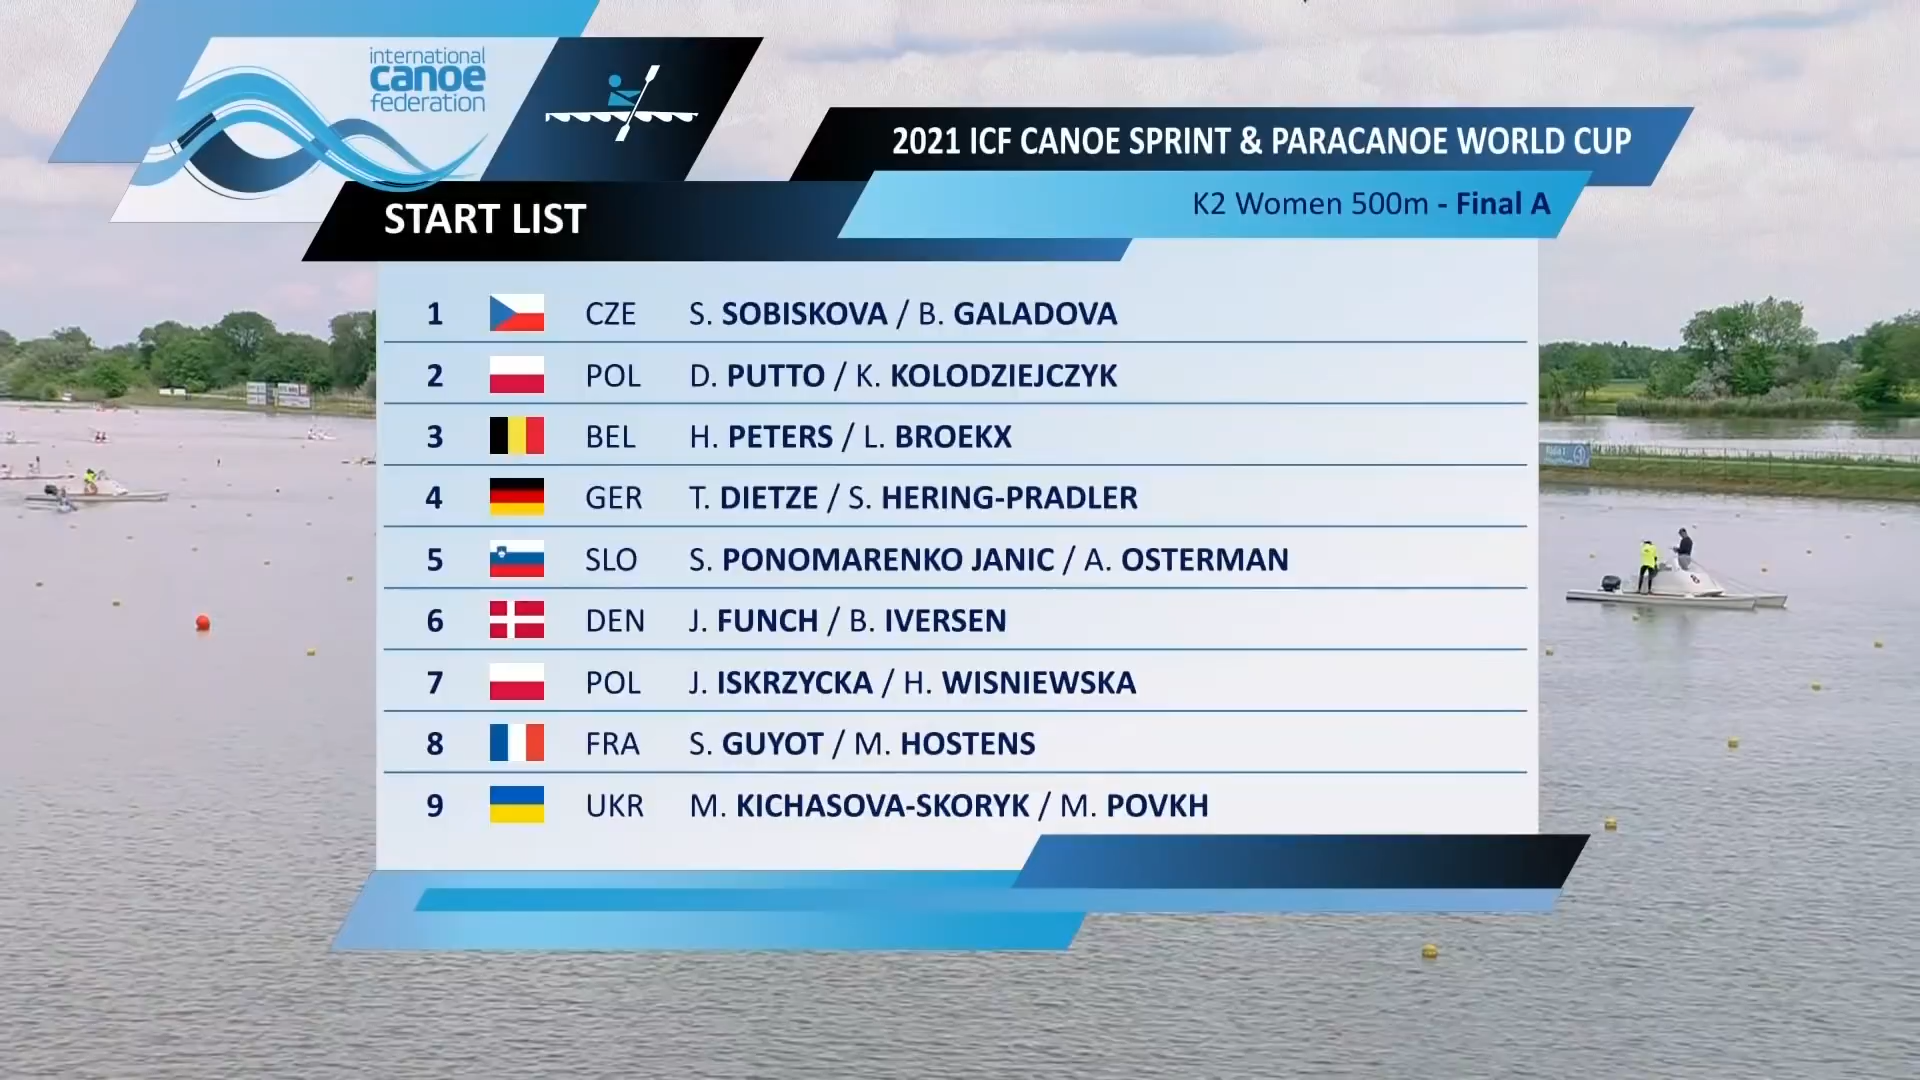 international
canoe
federation
2021 ICF CANOE SPRINT & PARACANOE WORLD CUP
K2 Women 500m - Final A
START LIST
1 CZE S. SOBISKOVA / B. GALADOVA
2 POL D. PUTTO / K. KOLODZIEJCZYK
3 BEL H. PETERS / L. BROEKX
4 GER T. DIETZE / S. HERING-PRADLER
5 SLO S. PONOMARENKO JANIC / A. OSTERMAN
6 DEN J. FUNCH / B. IVERSEN
7 POL J. ISKRZYCKA / H. WISNIEWSKA
8 FRA S. GUYOT / M. HOSTENS
9 UKR M. KICHASOVA-SKORYK / M. POVKH
8